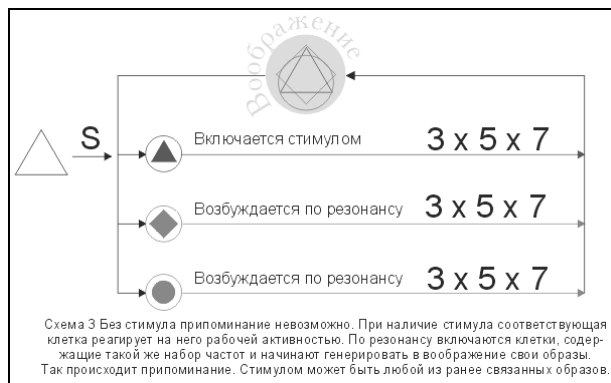 Воображение
S
Включается стимулом 3 x 5 x 7
Возбуждается по резонансу 3 x 5 x 7
Возбуждается по резонансу 3 x 5 x 7
Схема 3 Без стимула припоминание невозможно. При наличие стимула соответствующая
клетка реагирует на него рабочей активностью. По резонансу включаются клетки, содер-
жащие такой же набор частот и начинают генерировать в воображение свои образы.
Так происходит припоминание. Стимулом может быть любой из ранее связанных образов.